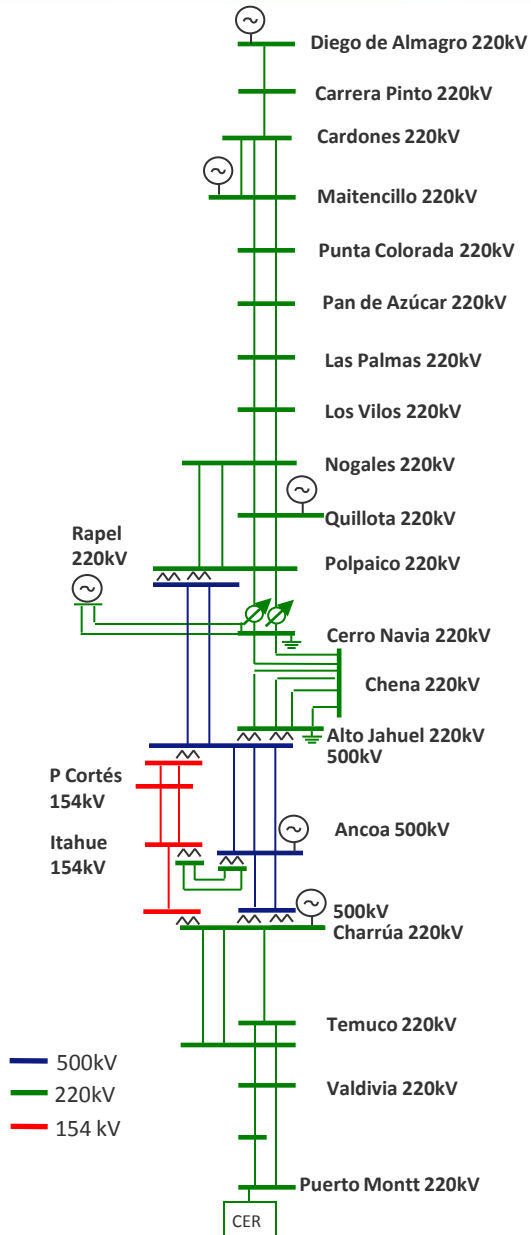 Diego de Almagro 220kV
Carrera Pinto 220kV
Cardones 220kV
Maitencillo 220kV
Punta Colorada 220kV
Pan de Azúcar 220kV
Las Palmas 220kV
Los Vilos 220kV
Nogales 220kV
Quillota 220kV
Rapel
220kV
Polpaico 220kV
Cerro Navia 220kV
Chena 220kV
Alto Jahuel 220kV
500kV
P Cortés
154kV
Ancoa 500kV
Itahue
154kV
500kV
Charrúa 220kV
Temuco 220kV
500kV
220kV
154 kV
Valdivia 220kV
Puerto Montt 220kV
CER